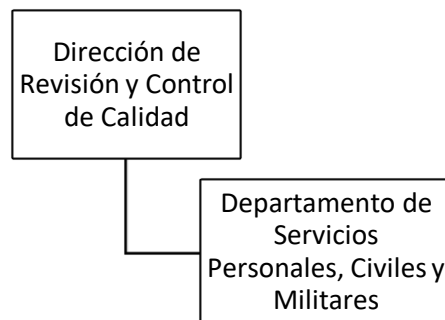 Dirección de
Revisión y Control
de Calidad
Departamento de
Servicios
Personales, Civiles y
Militares